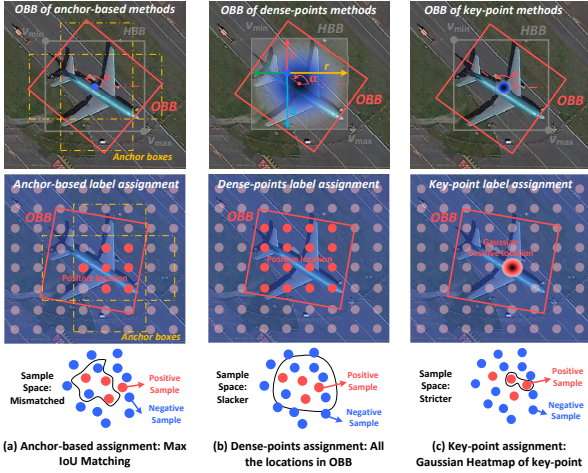 OBB of anchor-based methods
v_min
HBB
OBB
v_max
Anchor boxes
OBB of dense-points methods
r
α
OBB of key-point methods
v_min
HBB
OBB
v_max
Anchor-based label assignment
OBB
Positive location
Anchor boxes
Dense-points label assignment
OBB
Positive location
Key-point label assignment
OBB
Gaussian
Positive location
Sample
Space:
Mismatched
Positive
Sample
Negative
Sample
Sample
Space:
Slacker
Positive
Sample
Negative
Sample
Sample
Space:
Stricter
Positive
Sample
Negative
Sample
(a) Anchor-based assignment: Max
IoU Matching
(b) Dense-points assignment: All
the locations in OBB
(c) Key-point assignment:
Gaussian Heatmap of key-point